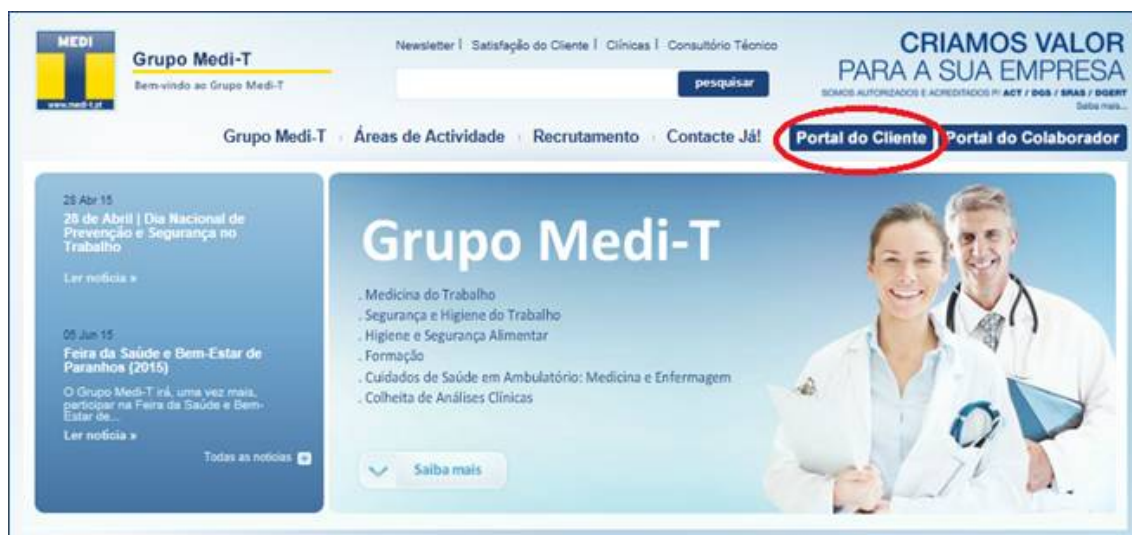 MEDI
T
www.medi-t.pt
Grupo Medi-T
Bem-vindo ao Grupo Medi-T
Newsletter | Satisfação do Cliente | Clínicas | Consultório Técnico
pesquisar
CRIAMOS VALOR
PARA A SUA EMPRESA
SOMOS AUTORIZADOS E ACREDITADOS P/ ACT / DGS / SRAS / DGERT
Saiba mais...
Grupo Medi-T
Áreas de Actividade
Recrutamento
Contacte Já!
Portal do Cliente
Portal do Colaborador
28 Abr 15
28 de Abril | Dia Nacional de
Prevenção e Segurança no
Trabalho
Ler notícia »
05 Jun 15
Feira da Saúde e Bem-Estar de
Paranhos (2015)
O Grupo Medi-T irá, uma vez mais,
participar na Feira da Saúde e Bem-
Estar de...
Ler notícia »
Todas as notícias +
Grupo Medi-T
. Medicina do Trabalho
. Segurança e Higiene do Trabalho
. Higiene e Segurança Alimentar
. Formação
. Cuidados de Saúde em Ambulatório: Medicina e Enfermagem
. Colheita de Análises Clínicas
Saiba mais